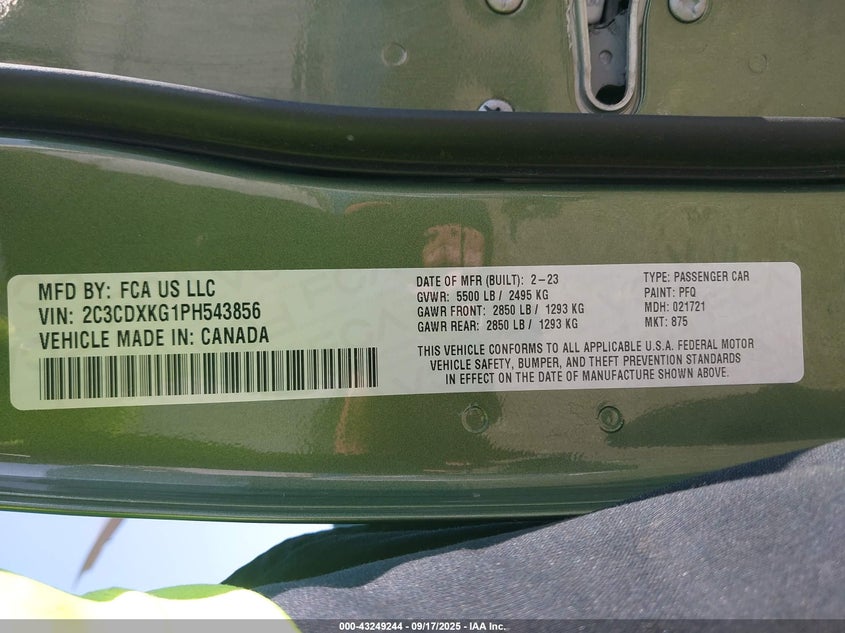 MFD BY: FCA US LLC
VIN: 2C3CDXKG1PH543856
VEHICLE MADE IN: CANADA
DATE OF MFR (BUILT): 2-23
GVWR: 5500 LB / 2495 KG
GAWR FRONT: 2850 LB / 1293 KG
GAWR REAR: 2850 LB / 1293 KG
TYPE: PASSENGER CAR
PAINT: PFQ
MDH: 021721
MKT: 875
THIS VEHICLE CONFORMS TO ALL APPLICABLE U.S.A. FEDERAL MOTOR
VEHICLE SAFETY, BUMPER, AND THEFT PREVENTION STANDARDS
IN EFFECT ON THE DATE OF MANUFACTURE SHOWN ABOVE.
000-43249244 - 09/17/2025 - IAA Inc.